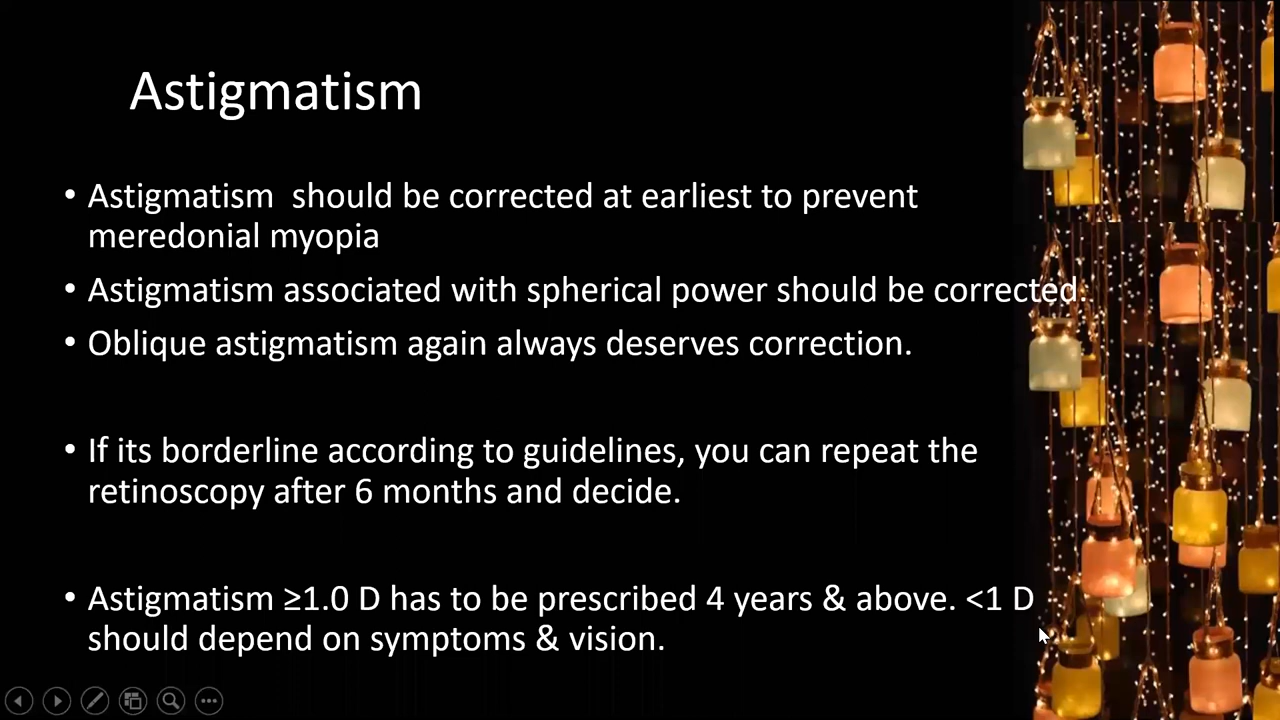 Astigmatism
• Astigmatism  should be corrected at earliest to prevent
meredonial myopia
• Astigmatism associated with spherical power should be corrected.
• Oblique astigmatism again always deserves correction.
• If its borderline according to guidelines, you can repeat the
retinoscopy after 6 months and decide.
• Astigmatism ≥1.0 D has to be prescribed 4 years & above. <1 D
should depend on symptoms & vision.